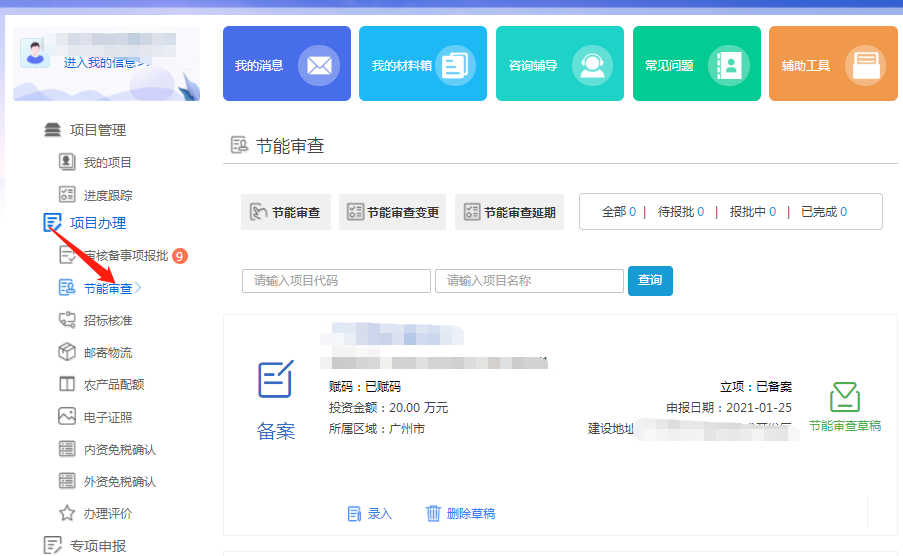 进入我的信息>>
我的消息
我的材料箱
咨询辅导
常见问题
辅助工具
项目管理
我的项目
进度跟踪
项目办理
审核备事项报批 9
节能审查
招标核准
邮寄物流
农产品配额
电子证照
内资免税确认
外资免税确认
办理评价
专项申报
节能审查
节能审查
节能审查变更
节能审查延期
全部 0 | 待报批 0 | 报批中 0 | 已完成 0
请输入项目代码
请输入项目名称
查询
备案
赋码：已赋码
立项：已备案
投资金额：20.00 万元
申报日期：2021-01-25
所属区域：广州市
建设地址
节能审查草稿
录入
删除草稿